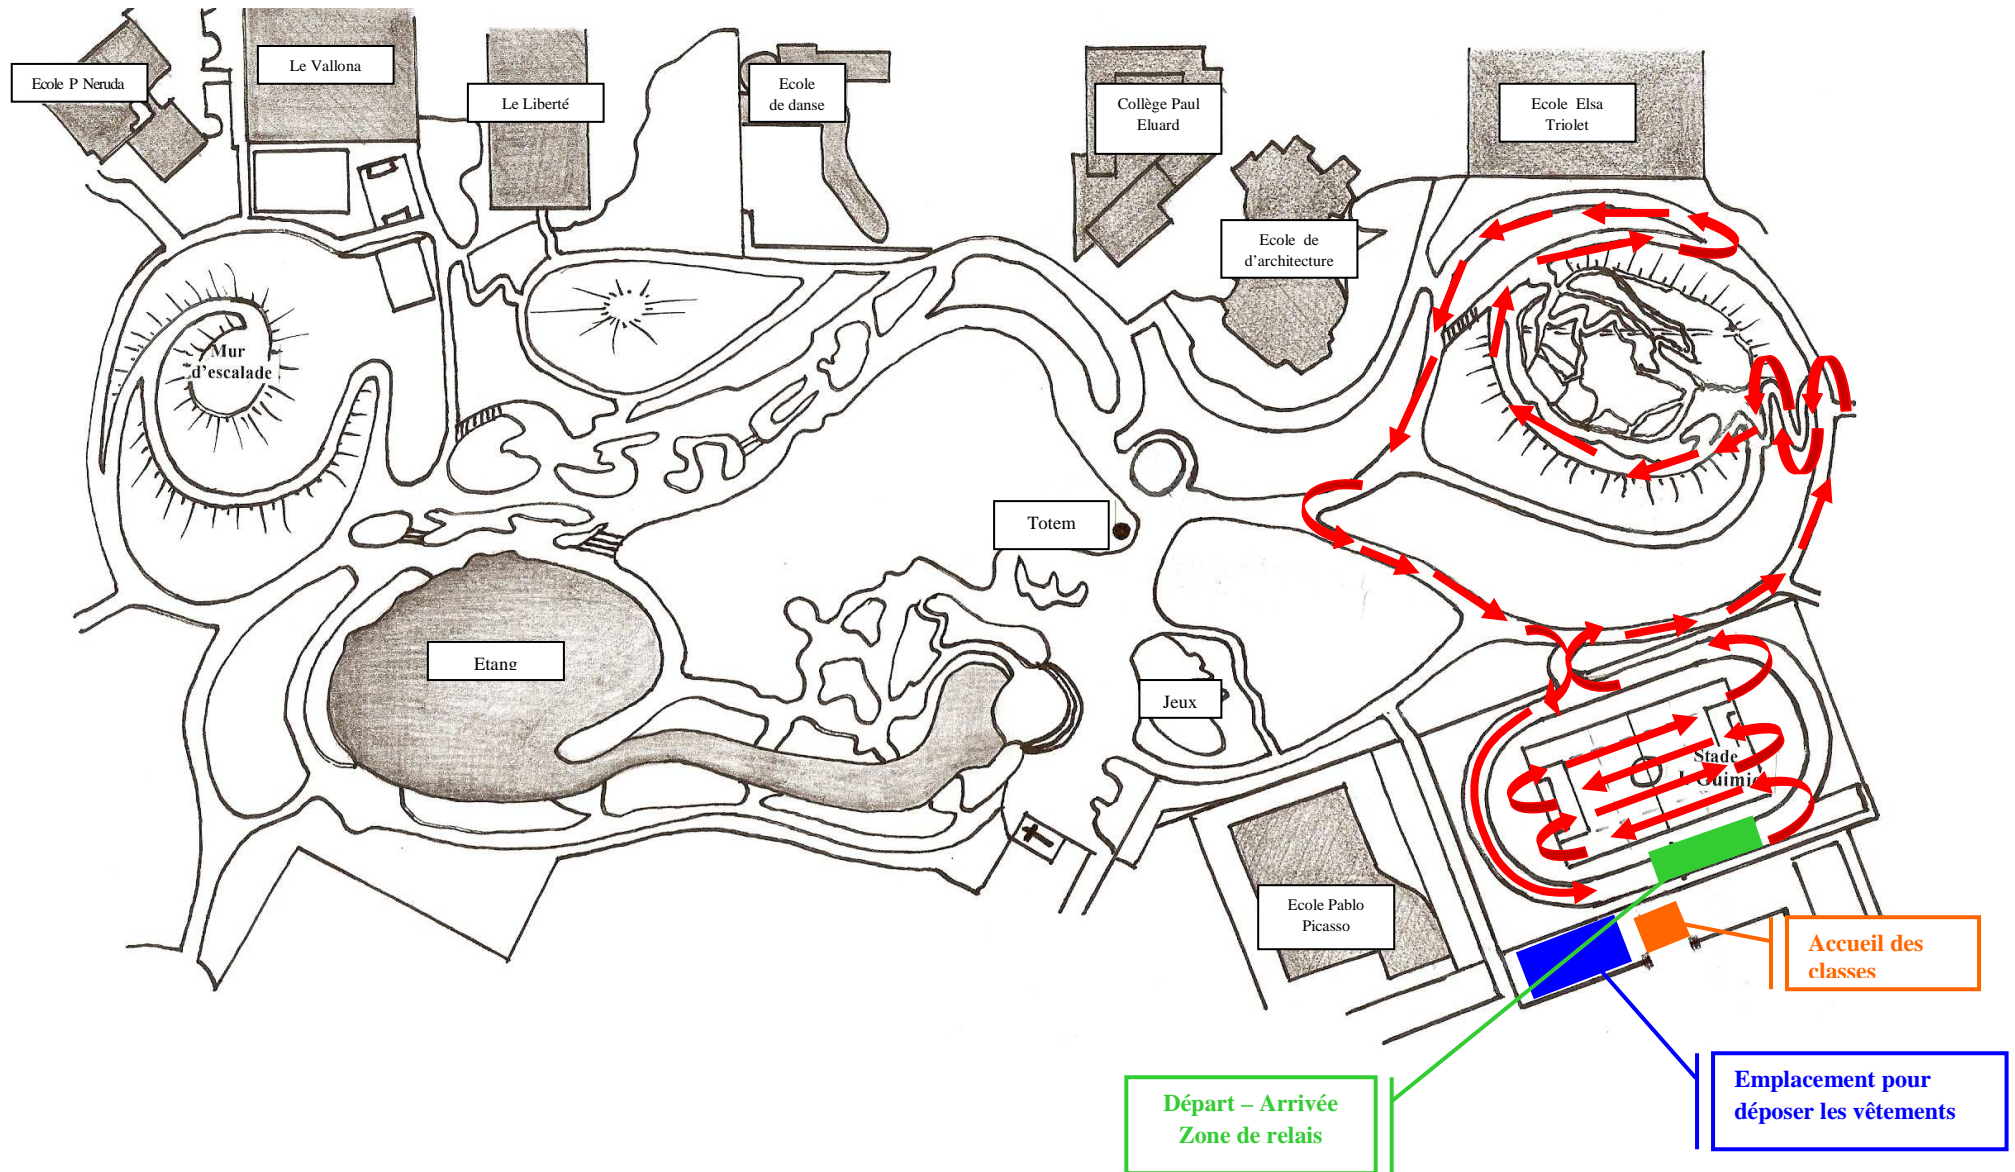 Ecole P Neruda
Le Vallona
Le Liberté
Ecole
de danse
Collège Paul
Eluard
Ecole Elsa
Triolet
Ecole de
d'architecture
Mur
d'escalade
Totem
Etang
Jeux
Stade
Ecole Pablo
Picasso
Accueil des
classes
Emplacement pour
déposer les vêtements
Départ – Arrivée
Zone de relais